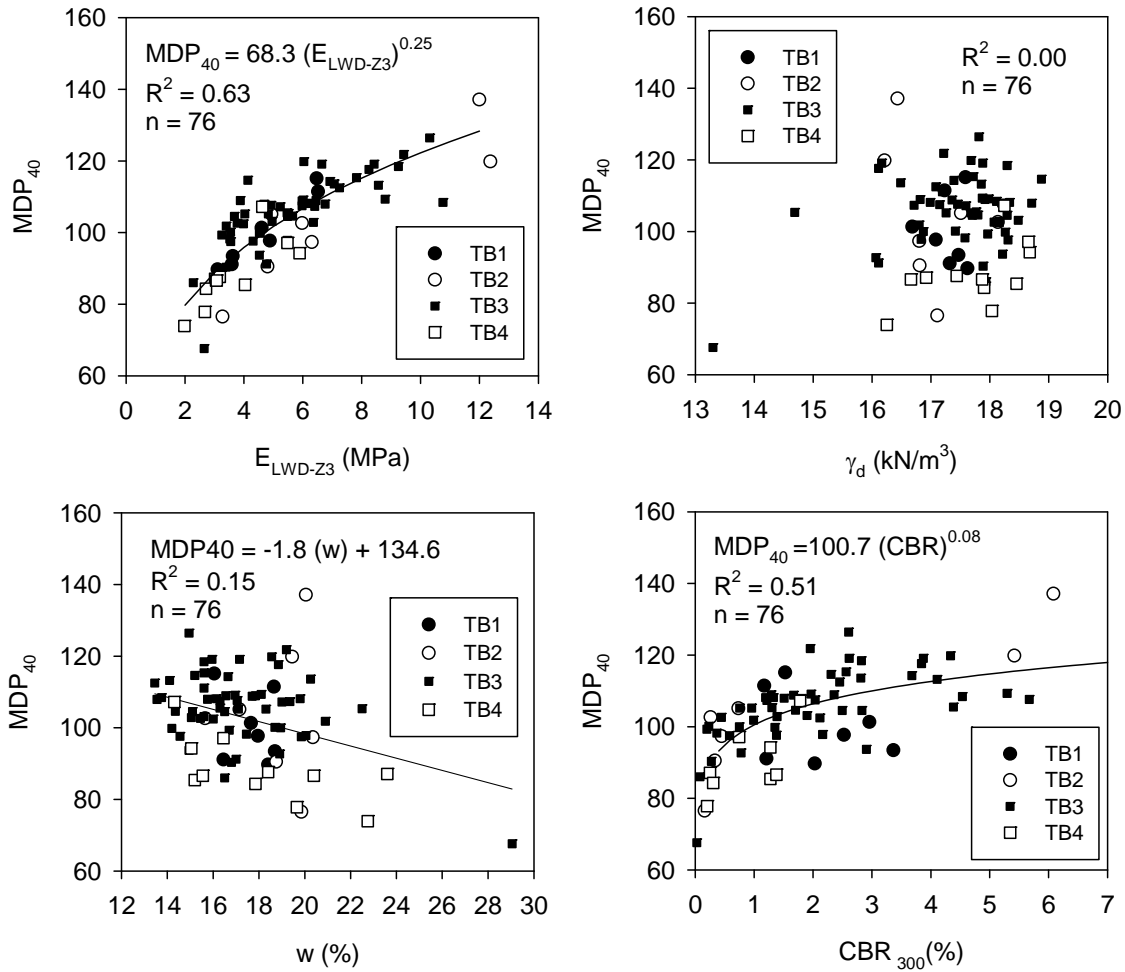 MDP40 = 68.3 (ELWD-Z3)0.25
R2 = 0.63
n = 76
MDP40
160
140
120
100
80
60
0 2 4 6 8 10 12 14
ELWD-Z3 (MPa)
TB1
TB2
TB3
TB4
R2 = 0.00
n = 76
TB1
TB2
TB3
TB4
MDP40
160
140
120
100
80
60
13 14 15 16 17 18 19 20
γd (kN/m3)
MDP40 = -1.8 (w) + 134.6
R2 = 0.15
n = 76
TB1
TB2
TB3
TB4
MDP40
160
140
120
100
80
60
12 14 16 18 20 22 24 26 28 30
w (%)
MDP40 =100.7 (CBR)0.08
R2 = 0.51
n = 76
TB1
TB2
TB3
TB4
MDP40
160
140
120
100
80
60
0 1 2 3 4 5 6 7
CBR 300(%)